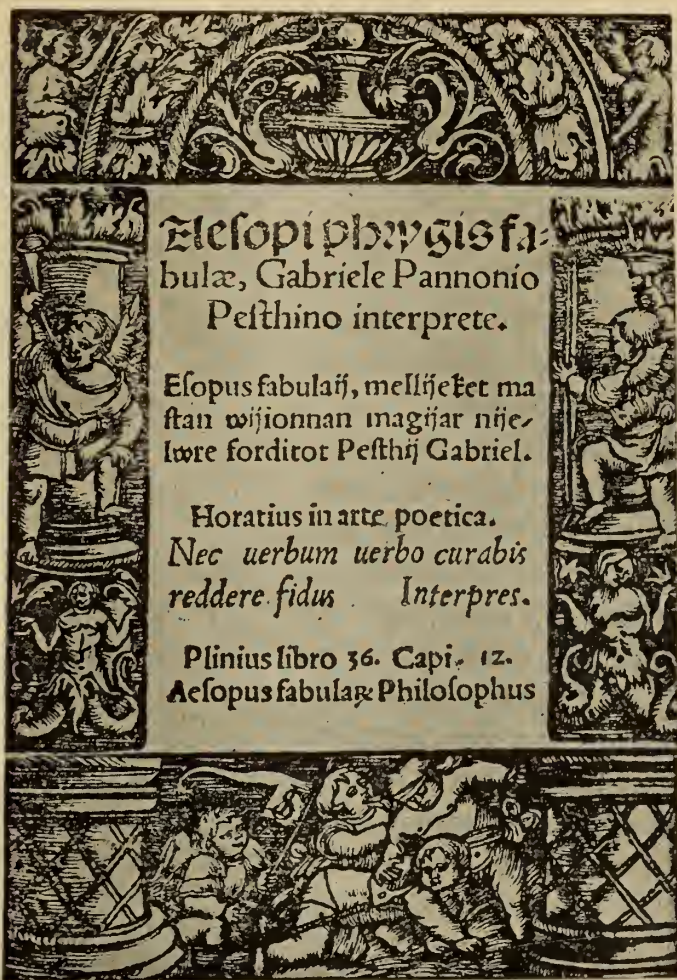 Aeſopi phrygis fa⸗
bulæ, Gabriele Pannonio
Peſthino interprete.
Eſopus fabulaij, mellijeket ma
ſtan wijionnan magijar nije⸗
lwre forditot Peſthij Gabriel.
Horatius in arte poetica.
Nec uerbum uerbo curabis
reddere fidus Interpres.
Plinius libro 36. Capi. 12.
Aeſopus fabulaꝝ Philoſophus